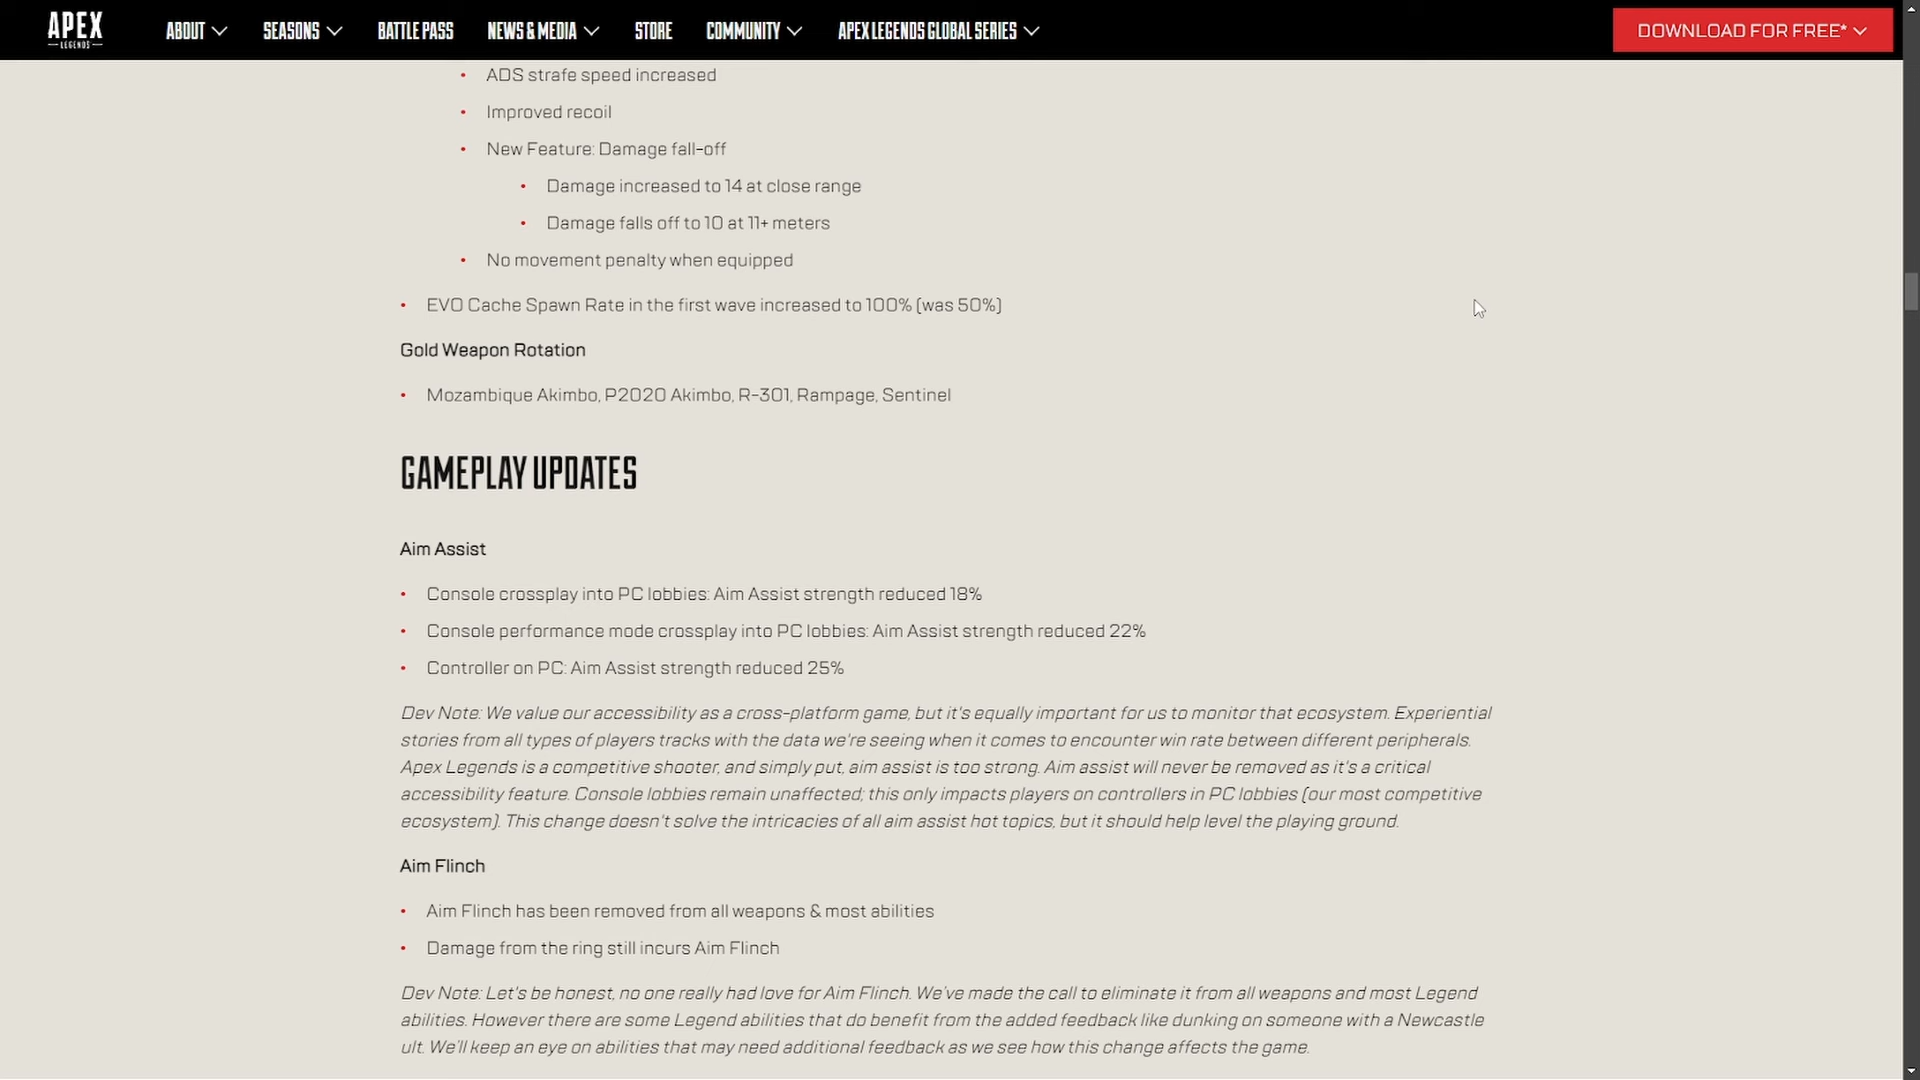 APEX
LEGENDS
ABOUT
SEASONS
BATTLE PASS
NEWS & MEDIA
STORE
COMMUNITY
APEX LEGENDS GLOBAL SERIES
DOWNLOAD FOR FREE*
• ADS strafe speed increased
• Improved recoil
• New Feature: Damage fall-off
• Damage increased to 14 at close range
• Damage falls off to 10 at 11+ meters
• No movement penalty when equipped
• EVO Cache Spawn Rate in the first wave increased to 100% (was 50%)
Gold Weapon Rotation
• Mozambique Akimbo, P2020 Akimbo, R-301, Rampage, Sentinel
GAMEPLAY UPDATES
Aim Assist
• Console crossplay into PC lobbies: Aim Assist strength reduced 18%
• Console performance mode crossplay into PC lobbies: Aim Assist strength reduced 22%
• Controller on PC: Aim Assist strength reduced 25%
Dev Note: We value our accessibility as a cross-platform game, but it's equally important for us to monitor that ecosystem. Experiential
stories from all types of players tracks with the data we're seeing when it comes to encounter win rate between different peripherals.
Apex Legends is a competitive shooter, and simply put, aim assist is too strong. Aim assist will never be removed as it's a critical
accessibility feature. Console lobbies remain unaffected; this only impacts players on controllers in PC lobbies (our most competitive
ecosystem). This change doesn't solve the intricacies of all aim assist hot topics, but it should help level the playing ground.
Aim Flinch
• Aim Flinch has been removed from all weapons & most abilities
• Damage from the ring still incurs Aim Flinch
Dev Note: Let's be honest, no one really had love for Aim Flinch. We've made the call to eliminate it from all weapons and most Legend
abilities. However there are some Legend abilities that do benefit from the added feedback like dunking on someone with a Newcastle
ult. We'll keep an eye on abilities that may need additional feedback as we see how this change affects the game.